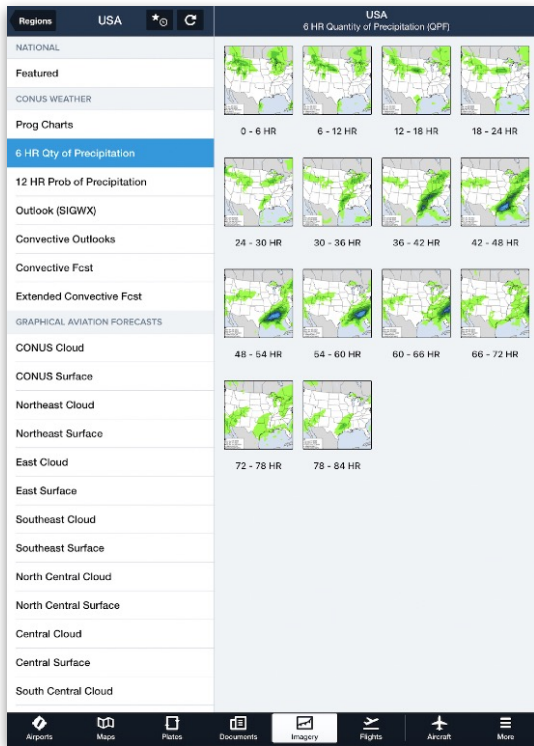 Regions
USA
USA
6 HR Quantity of Precipitation (QPF)
NATIONAL
Featured
CONUS WEATHER
Prog Charts
6 HR Qty of Precipitation
12 HR Prob of Precipitation
Outlook (SIGWX)
Convective Outlooks
Convective Fcst
Extended Convective Fcst
GRAPHICAL AVIATION FORECASTS
CONUS Cloud
CONUS Surface
Northeast Cloud
Northeast Surface
East Cloud
East Surface
Southeast Cloud
Southeast Surface
North Central Cloud
North Central Surface
Central Cloud
Central Surface
South Central Cloud
0 - 6 HR
6 - 12 HR
12 - 18 HR
18 - 24 HR
24 - 30 HR
30 - 36 HR
36 - 42 HR
42 - 48 HR
48 - 54 HR
54 - 60 HR
60 - 66 HR
66 - 72 HR
72 - 78 HR
78 - 84 HR
Airports
Maps
Plates
Documents
Imagery
Flights
Aircraft
More